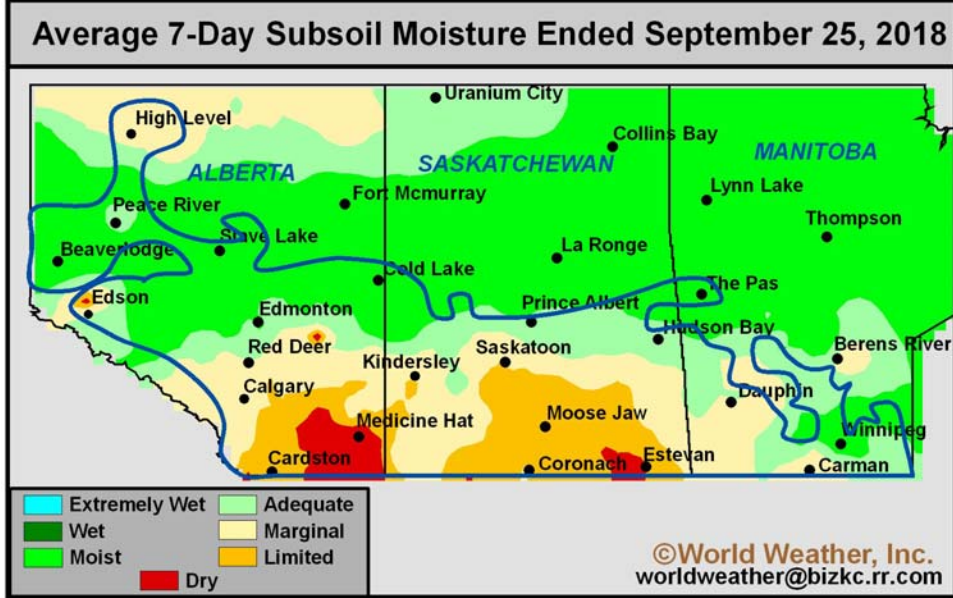 Average 7-Day Subsoil Moisture Ended September 25, 2018
Uranium City
High Level
Collins Bay
ALBERTA
SASKATCHEWAN
MANITOBA
Fort Mcmurray
Lynn Lake
Peace River
Thompson
Beaverlodge
Slave Lake
La Ronge
Cold Lake
The Pas
Edson
Edmonton
Prince Albert
Hudson Bay
Red Deer
Kindersley
Saskatoon
Berens River
Calgary
Dauphin
Medicine Hat
Moose Jaw
Winnipeg
Cardston
Coronach
Estevan
Carman
Extremely Wet
Adequate
Wet
Marginal
Moist
Limited
Dry
©World Weather, Inc.
worldweather@bizkc.rr.com